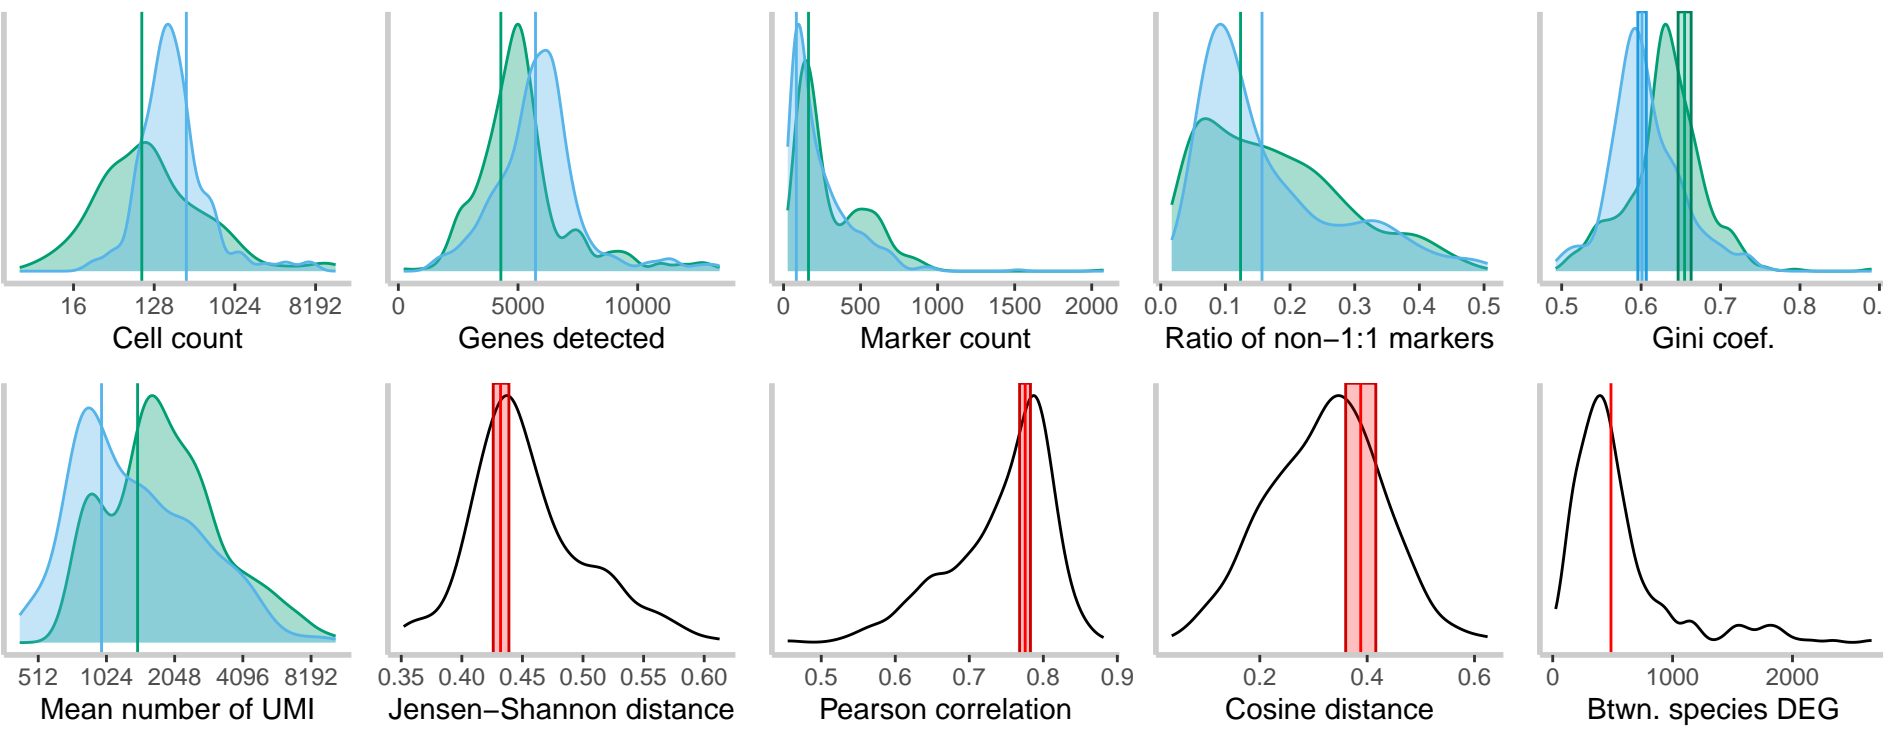 16 128 1024 8192
Cell count
0 5000 10000
Genes detected
0 500 1000 1500 2000
Marker count
0.0 0.1 0.2 0.3 0.4 0.5
Ratio of non−1:1 markers
0.5 0.6 0.7 0.8 0.
Gini coef.
512 1024 2048 4096 8192
Mean number of UMI
0.35 0.40 0.45 0.50 0.55 0.60
Jensen−Shannon distance
0.5 0.6 0.7 0.8 0.9
Pearson correlation
0.2 0.4 0.6
Cosine distance
0 1000 2000
Btwn. species DEG